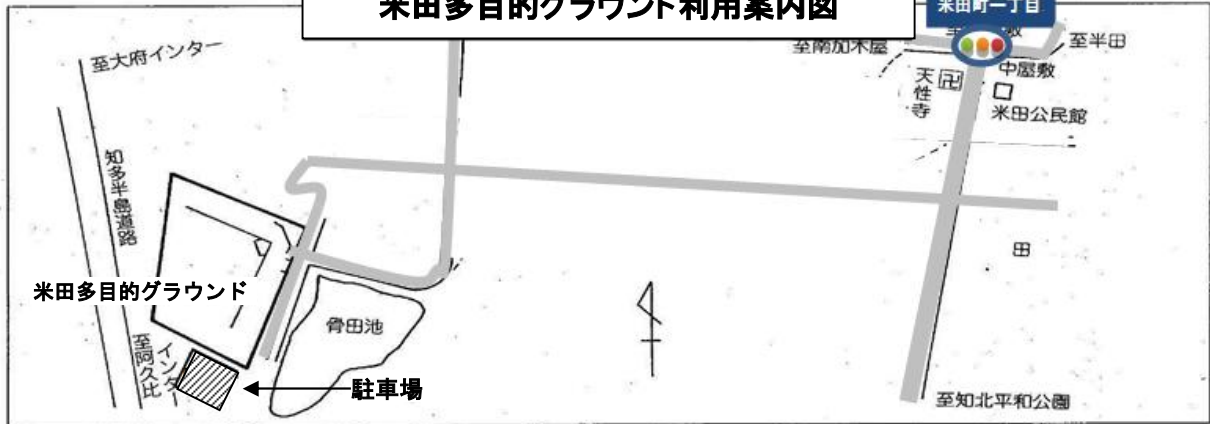 米田多目的グラウンド利用案内図
米田町一丁目
至大府インター
至南加木屋
至半田
天性寺
中屋敷
米田公民館
知多半島道路
田
米田多目的グラウンド
骨田池
至阿久比
インター
駐車場
至知北平和公園